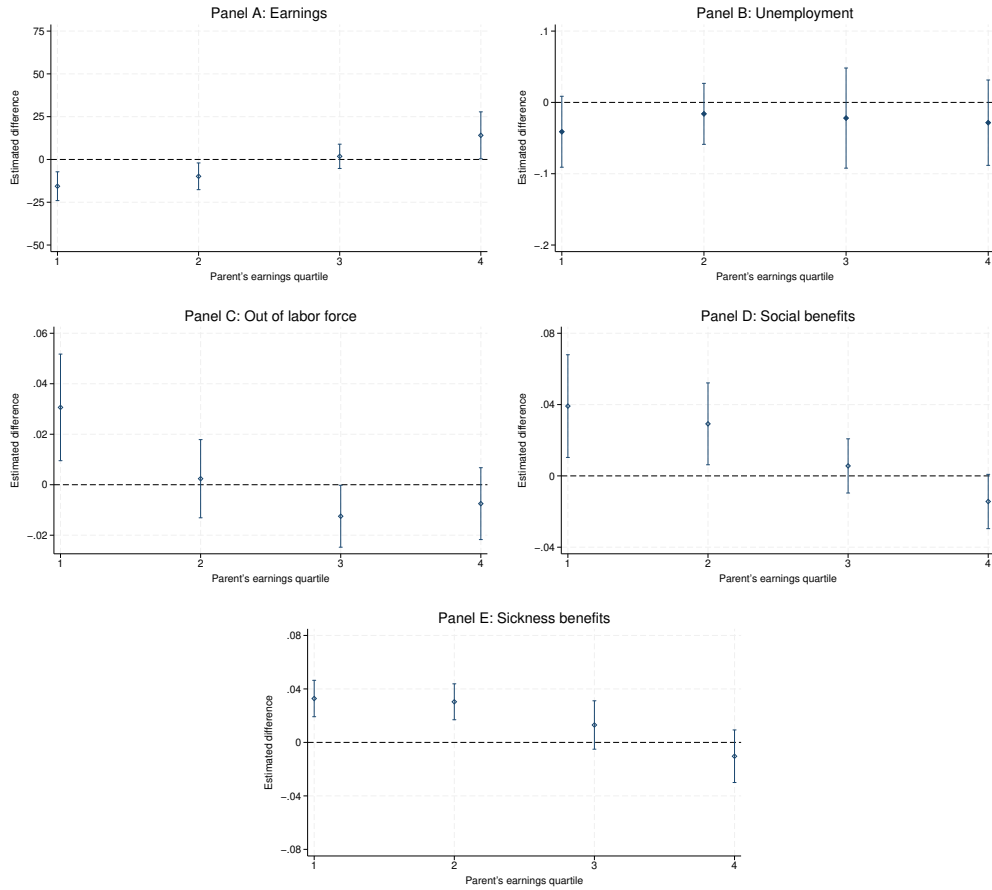 Panel A: Earnings
75
50
25
0
−25
−50
Estimated difference
1 2 3 4
Parent's earnings quartile
Panel B: Unemployment
.1
0
−.1
−.2
Estimated difference
1 2 3 4
Parent's earnings quartile
Panel C: Out of labor force
.06
.04
.02
0
−.02
Estimated difference
1 2 3 4
Parent's earnings quartile
Panel D: Social benefits
.08
.04
0
−.04
Estimated difference
1 2 3 4
Parent's earnings quartile
Panel E: Sickness benefits
.08
.04
0
−.04
−.08
Estimated difference
1 2 3 4
Parent's earnings quartile